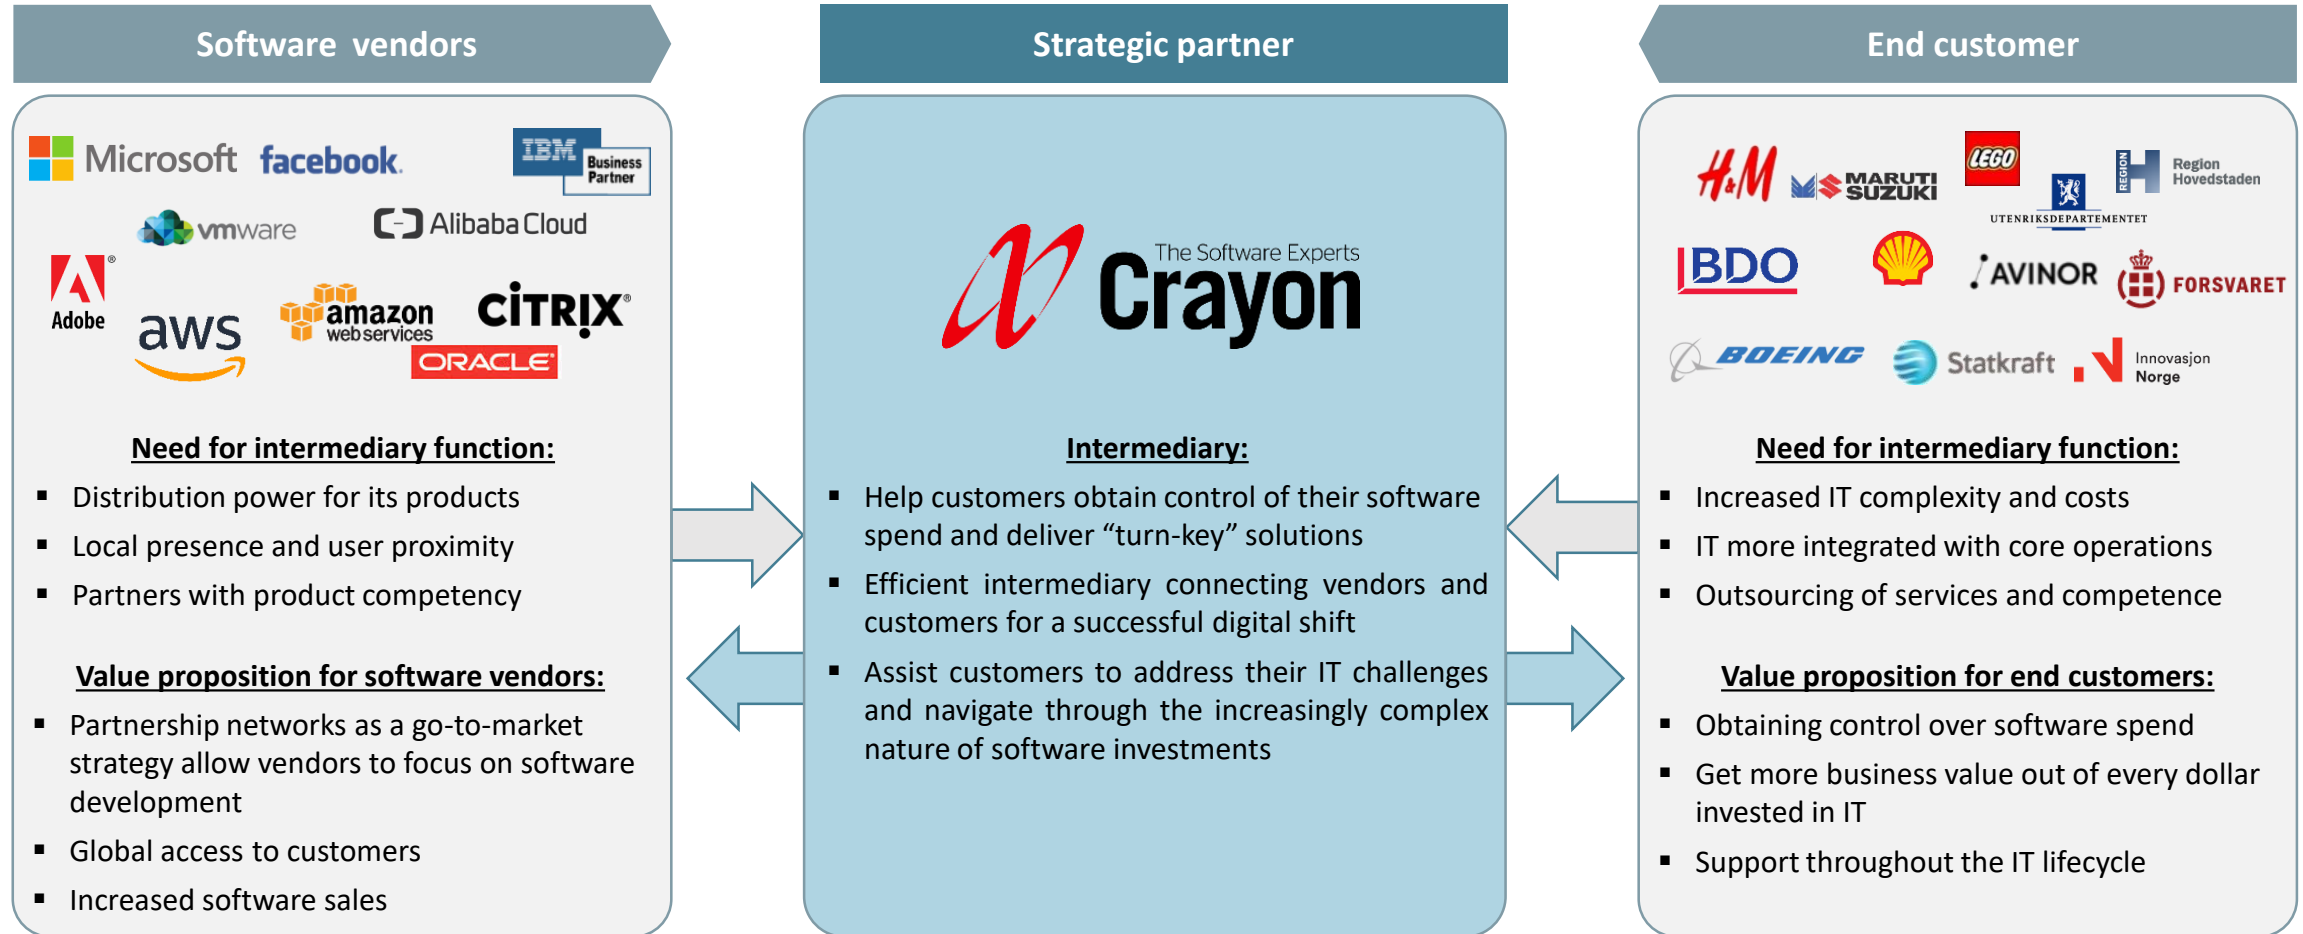 Software vendors
Microsoft
facebook.
IBM
Business
Partner
vmware
Alibaba Cloud
Adobe
aws
amazon
web services
CİTRIX®
ORACLE
Need for intermediary function:
▪ Distribution power for its products
▪ Local presence and user proximity
▪ Partners with product competency
Value proposition for software vendors:
▪ Partnership networks as a go-to-market
strategy allow vendors to focus on software
development
▪ Global access to customers
▪ Increased software sales
Strategic partner
The Software Experts
Crayon
Intermediary:
▪ Help customers obtain control of their software
spend and deliver “turn-key” solutions
▪ Efficient intermediary connecting vendors and
customers for a successful digital shift
▪ Assist customers to address their IT challenges
and navigate through the increasingly complex
nature of software investments
End customer
H&M
MARUTI
SUZUKI
LEGO
UTENRIKSDEPARTEMENTET
REGION
H
Region
Hovedstaden
BDO
AVINOR
FORSVARET
BOEING
Statkraft
Innovasjon
Norge
Need for intermediary function:
▪ Increased IT complexity and costs
▪ IT more integrated with core operations
▪ Outsourcing of services and competence
Value proposition for end customers:
▪ Obtaining control over software spend
▪ Get more business value out of every dollar
invested in IT
▪ Support throughout the IT lifecycle